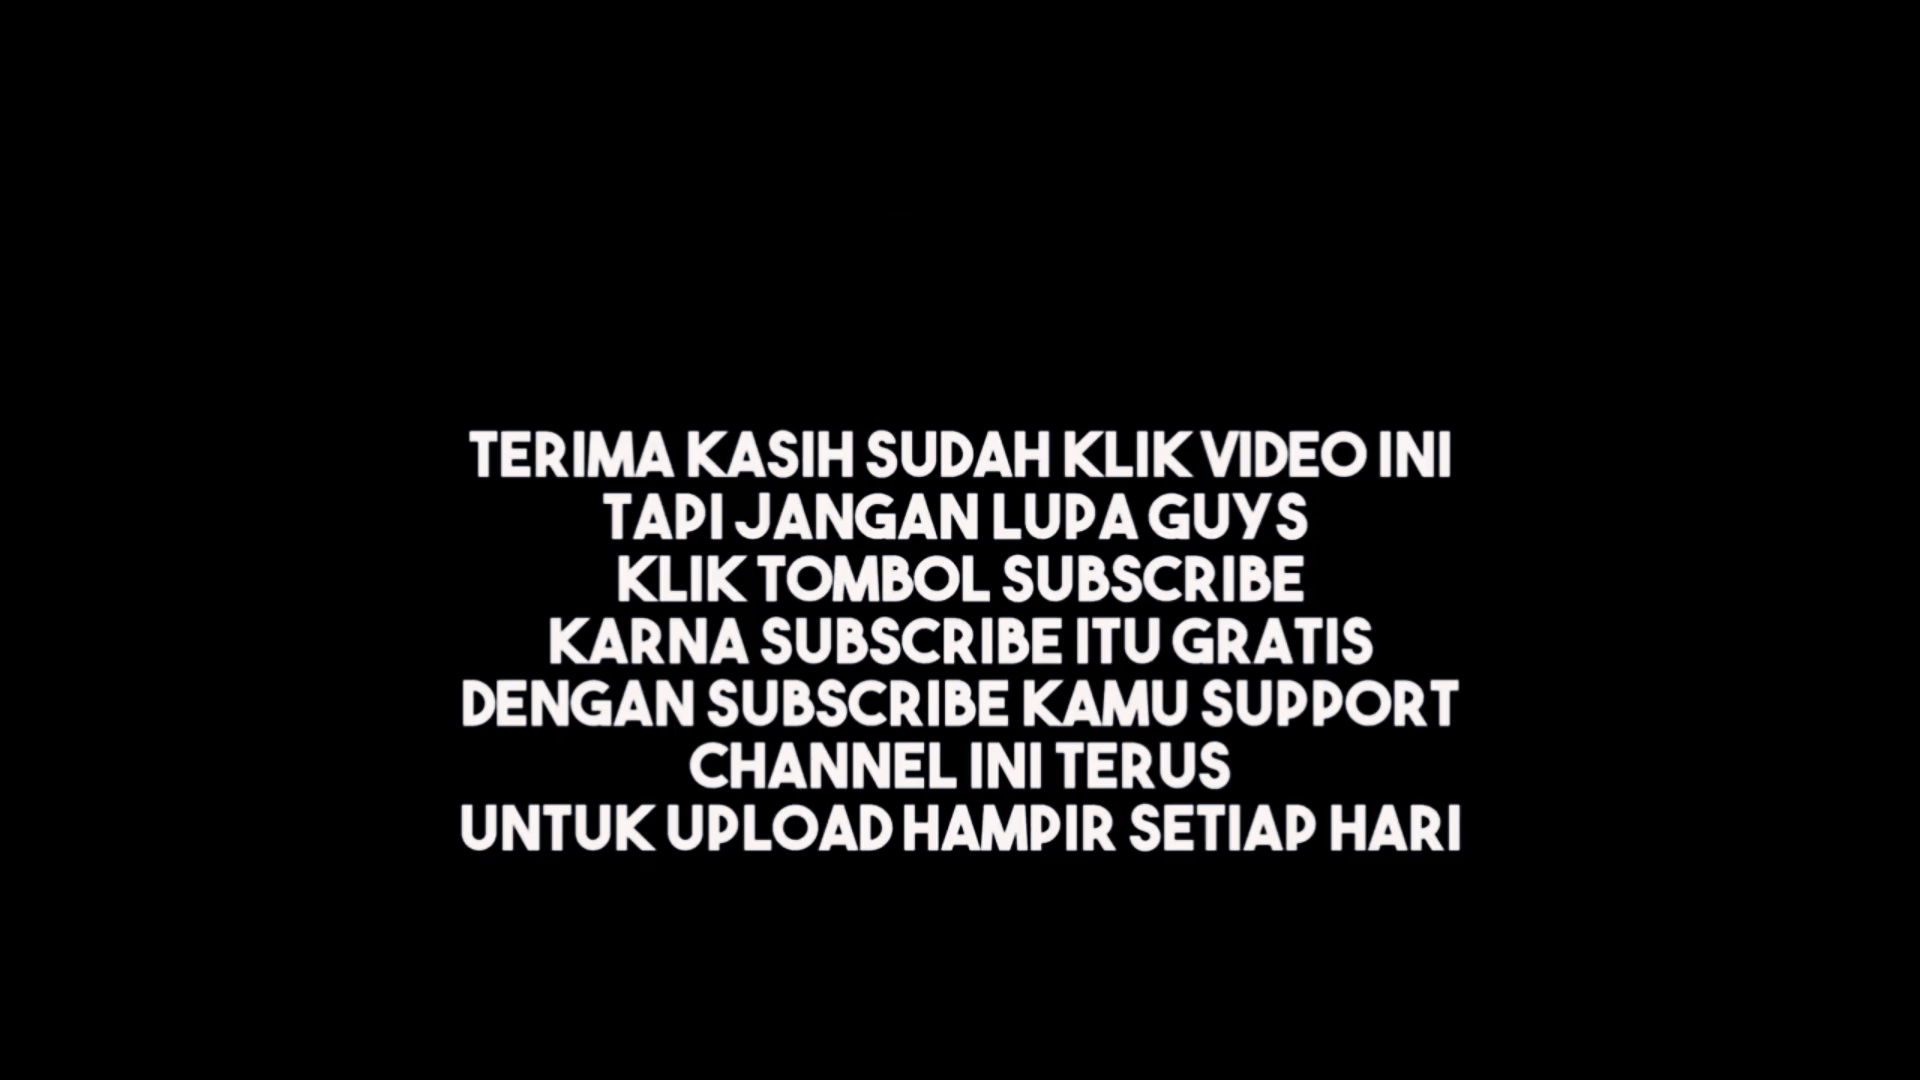 TERIMA KASIH SUDAH KLIK VIDEO INI
TAPI JANGAN LUPA GUYS
KLIK TOMBOL SUBSCRIBE
KARNA SUBSCRIBE ITU GRATIS
DENGAN SUBSCRIBE KAMU SUPPORT
CHANNEL INI TERUS
UNTUK UPLOAD HAMPIR SETIAP HARI